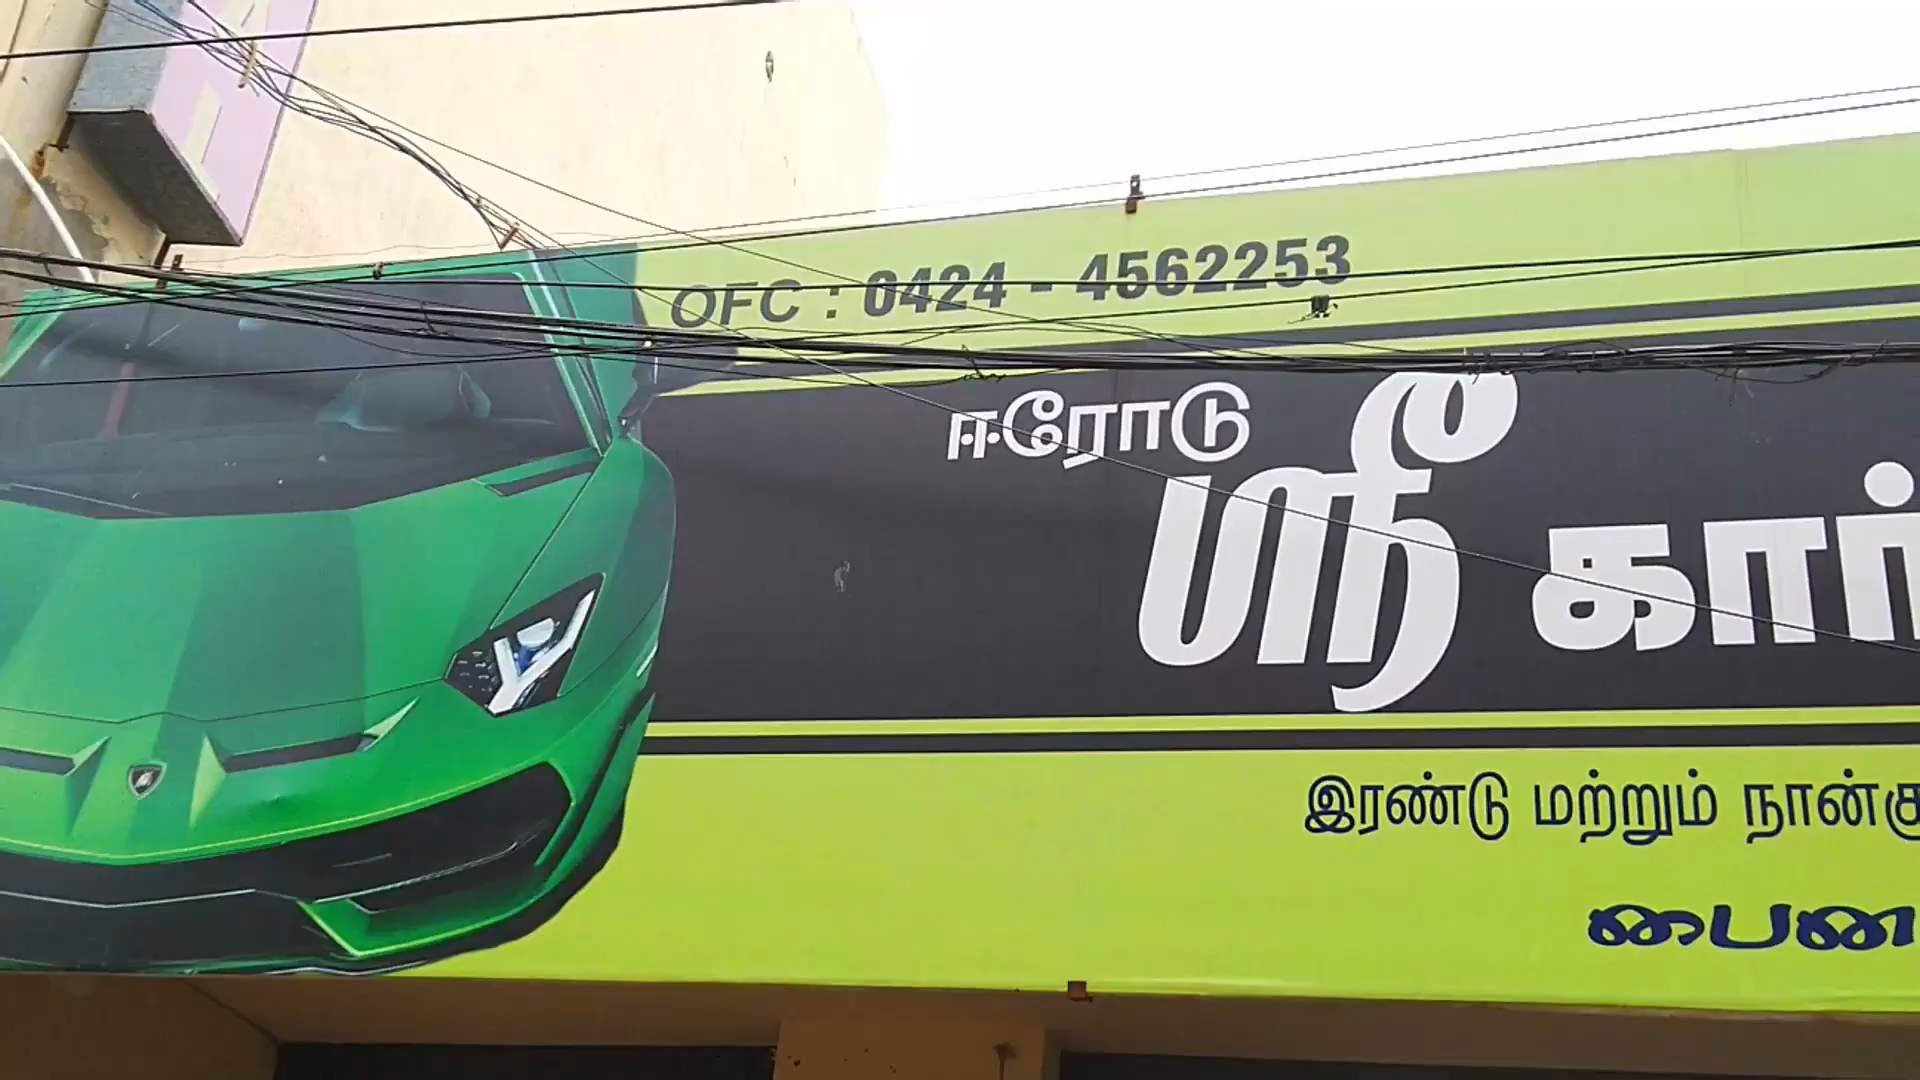 OFC : 0424 - 4562253
ஈரோடு
ஸ்ரீ கார்
இரண்டு மற்றும்